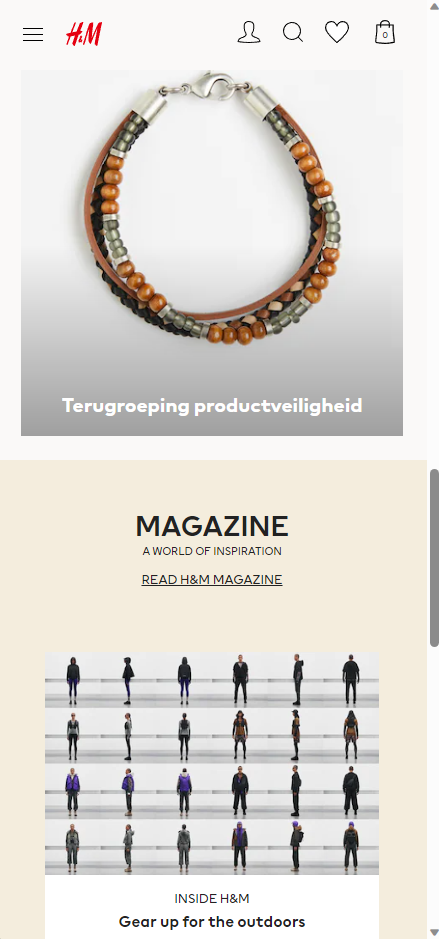 H&M
0
Terugroeping productveiligheid
MAGAZINE
A WORLD OF INSPIRATION
READ H&M MAGAZINE
INSIDE H&M
Gear up for the outdoors